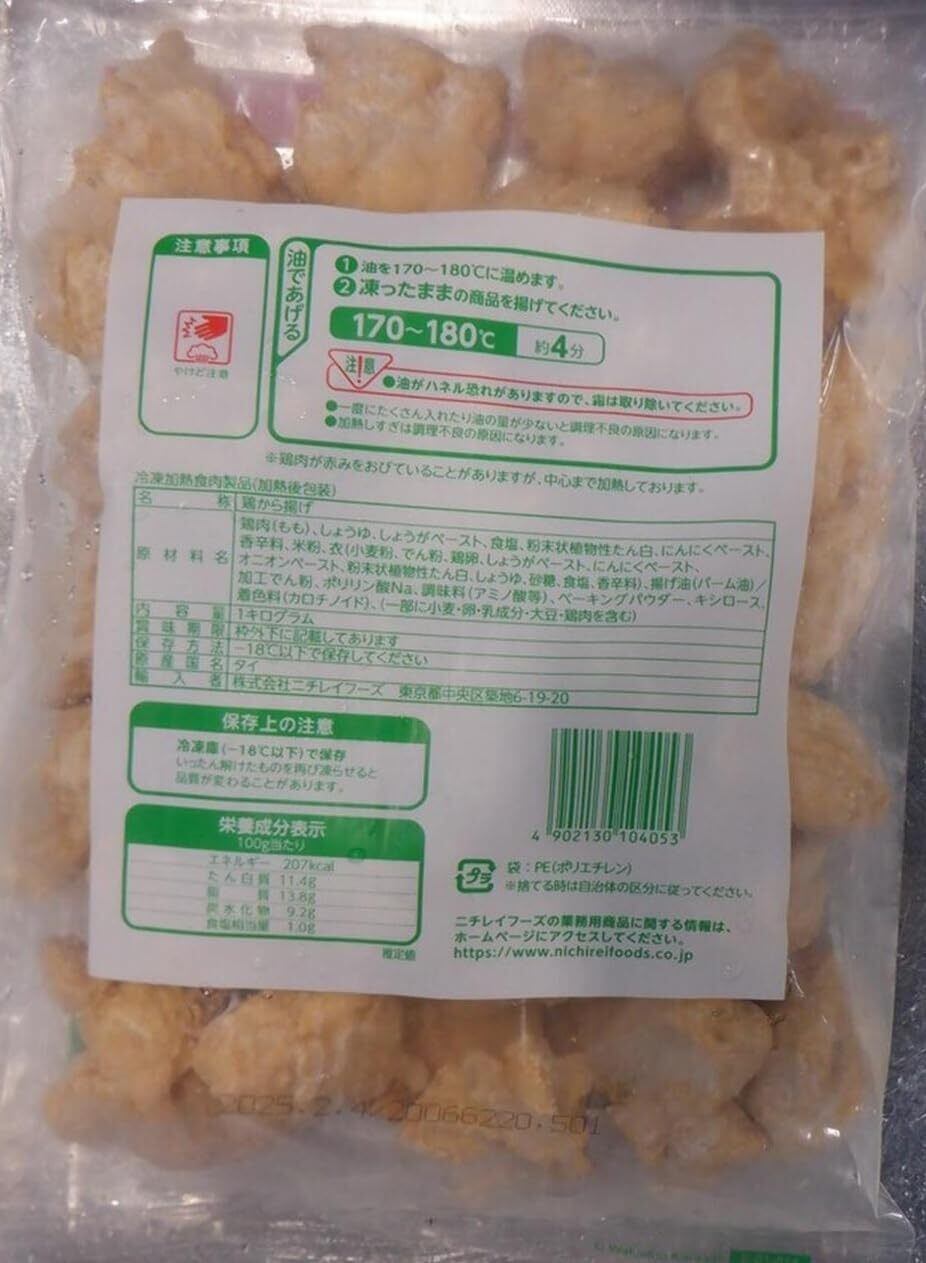 注意事項
やけど注意
油であげる
❶油を170〜180℃に温めます。
❷凍ったままの商品を揚げてください。
170〜180℃ 約4分
注意
●油がハネル恐れがありますので、霜は取り除いてください。
●一度にたくさん入れたり油の量が少ないと調理不良の原因になります。
●加熱しすぎは調理不良の原因になります。
※鶏肉が赤みをおびていることがありますが、中心まで加熱しております。
冷凍加熱食肉製品(加熱後包装)
名称 鶏から揚げ
原材料名 鶏肉(もも)、しょうゆ、しょうがペースト、食塩、粉末状植物性たん白、にんにくペースト、
香辛料、米粉、衣(小麦粉、でん粉、鶏卵、しょうがペースト、にんにくペースト、
オニオンペースト、粉末状植物性たん白、しょうゆ、砂糖、食塩、香辛料)、揚げ油(パーム油)/
加工でん粉、ポリリン酸Na、調味料(アミノ酸等)、ベーキングパウダー、キシロース、
着色料(カロチノイド)、(一部に小麦・卵・乳成分・大豆・鶏肉を含む)
内容量 1キログラム
賞味期限 枠外下に記載してあります
保存方法 −18℃以下で保存してください
原産国名 タイ
輸入者 株式会社ニチレイフーズ 東京都中央区築地6-19-20
保存上の注意
冷凍庫(−18℃以下)で保存
いったん解けたものを再び凍らせると
品質が変わることがあります。
栄養成分表示
100g当たり
エネルギー 207kcal
たん白質 11.4g
脂質 13.8g
炭水化物 9.2g
食塩相当量 1.0g
推定値
4 902130 104053
プラ
袋:PE(ポリエチレン)
※捨てる時は自治体の区分に従ってください。
ニチレイフーズの業務用商品に関する情報は、
ホームページにアクセスしてください。
https://www.nichireifoods.co.jp
2025.2.4/20066220.501